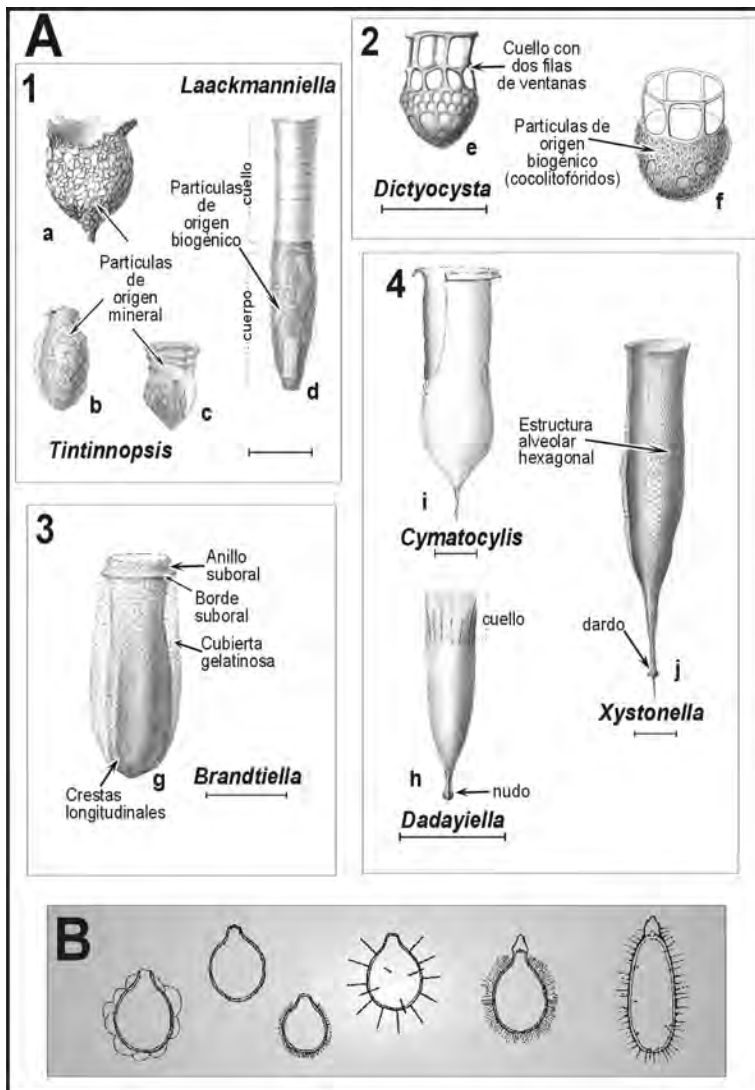 A
1
Laackmanniella
a
Partículas
de
origen
mineral
b
c
Partículas
de
origen
biogénico
cuello
cuerpo
d
Tintinnopsis
2
Cuello con
dos filas
de ventanas
e
Partículas de
origen
biogénico
(cocolitofóridos)
f
Dictyocysta
3
Anillo
suboral
Borde
suboral
Cubierta
gelatinosa
g
Crestas
longitudinales
Brandtiella
4
Estructura
alveolar
hexagonal
i
Cymatocylis
cuello
dardo
j
Xystonella
h
nudo
Dadayiella
B